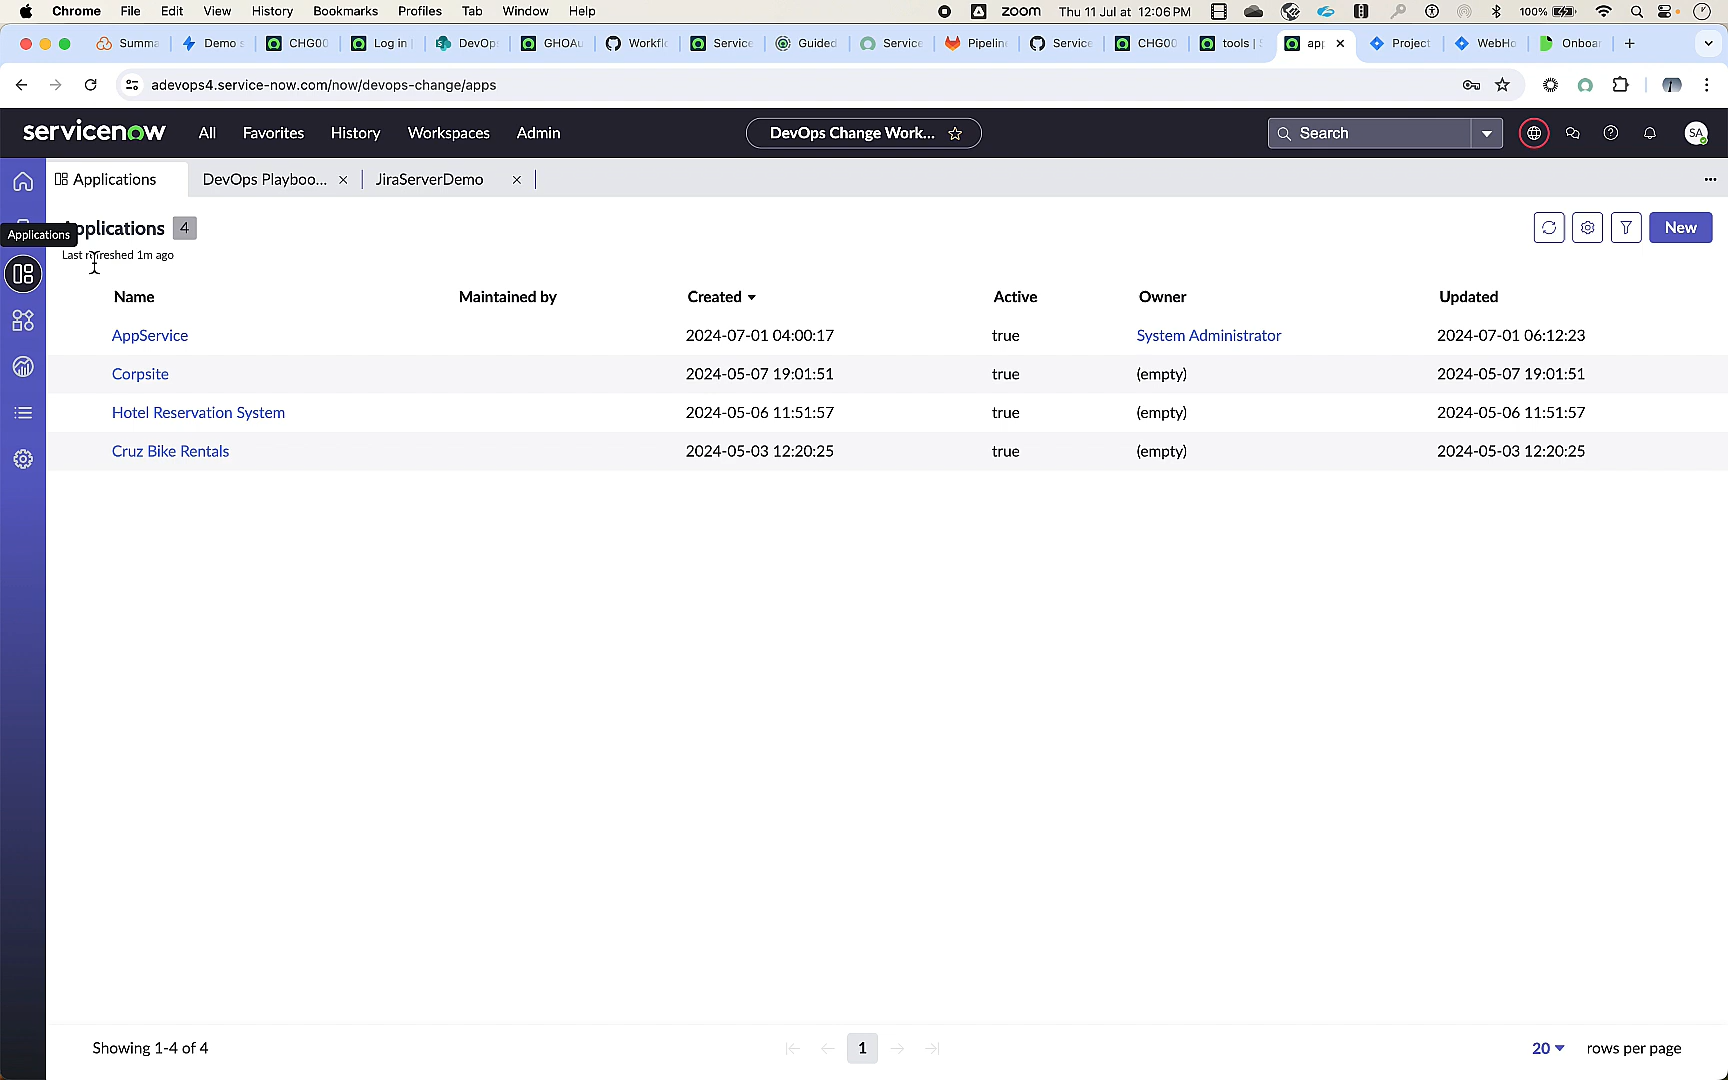 Chrome File Edit View History Bookmarks Profiles Tab Window Help zoom Thu 11 Jul at 12:06 PM 100%
Summa Demo s CHG00 Log in DevOp GHOAu Workfl Service Guided Service Pipelin Service CHG00 tools | S app Project WebHo Onboar
adevops4.service-now.com/now/devops-change/apps
servicenow All Favorites History Workspaces Admin DevOps Change Work... Search SA
Applications DevOps Playboo... JiraServerDemo
Applications 4 New
Applications
Last refreshed 1m ago
Name Maintained by Created Active Owner Updated
AppService 2024-07-01 04:00:17 true System Administrator 2024-07-01 06:12:23
Corpsite 2024-05-07 19:01:51 true (empty) 2024-05-07 19:01:51
Hotel Reservation System 2024-05-06 11:51:57 true (empty) 2024-05-06 11:51:57
Cruz Bike Rentals 2024-05-03 12:20:25 true (empty) 2024-05-03 12:20:25
Showing 1-4 of 4 1 20 rows per page